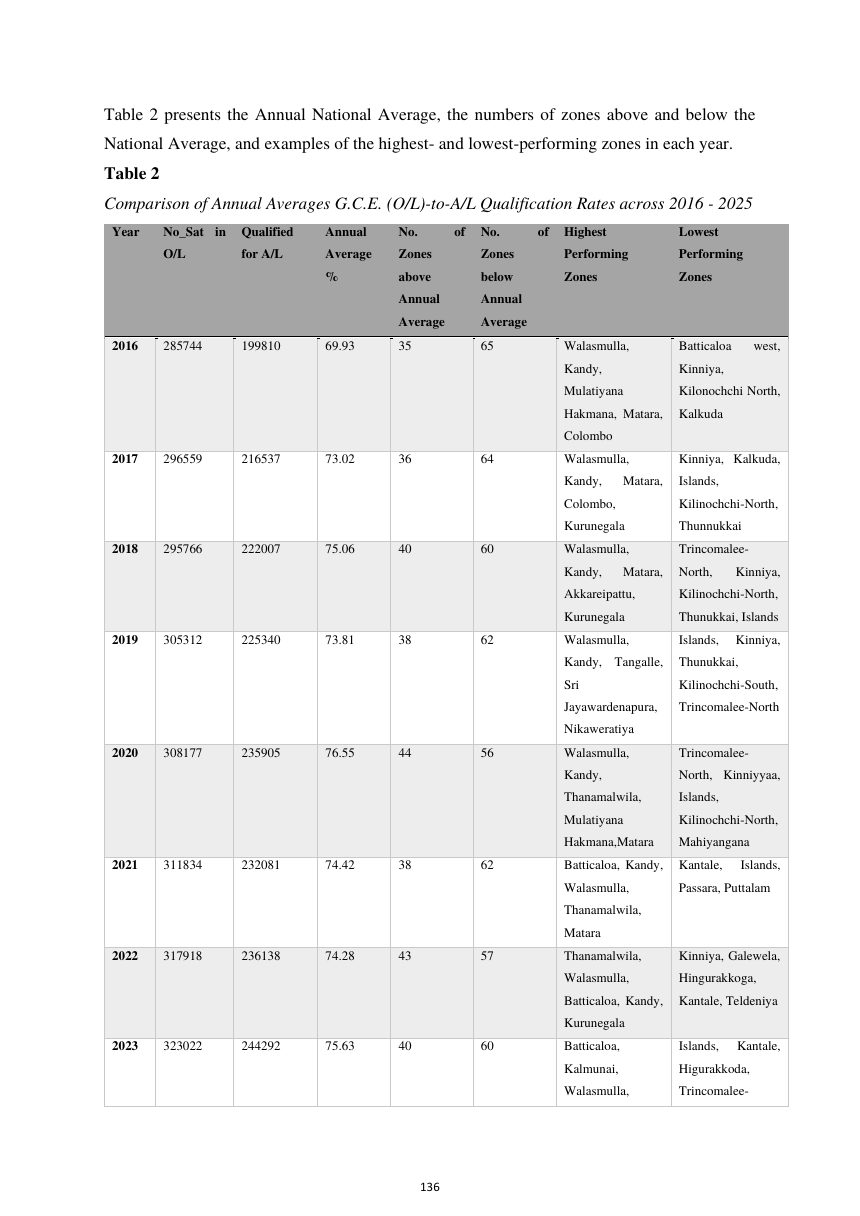 Table 2 presents the Annual National Average, the numbers of zones above and below the
National Average, and examples of the highest- and lowest-performing zones in each year.
Table 2
Comparison of Annual Averages G.C.E. (O/L)-to-A/L Qualification Rates across 2016 - 2025
Year No_Sat in O/L Qualified for A/L Annual Average % No. of Zones above Annual Average No. of Zones below Annual Average Highest Performing Zones Lowest Performing Zones
2016 285744 199810 69.93 35 65 Walasmulla, Kandy, Mulatiyana Hakmana, Matara, Colombo Batticaloa west, Kinniya, Kilonochchi North, Kalkuda
2017 296559 216537 73.02 36 64 Walasmulla, Kandy, Matara, Colombo, Kurunegala Kinniya, Kalkuda, Islands, Kilinochchi-North, Thunnukkai
2018 295766 222007 75.06 40 60 Walasmulla, Kandy, Matara, Akkareipattu, Kurunegala Trincomalee-North, Kinniya, Kilinochchi-North, Thunukkai, Islands
2019 305312 225340 73.81 38 62 Walasmulla, Kandy, Tangalle, Sri Jayawardenapura, Nikaweratiya Islands, Kinniya, Thunukkai, Kilinochchi-South, Trincomalee-North
2020 308177 235905 76.55 44 56 Walasmulla, Kandy, Thanamalwila, Mulatiyana Hakmana,Matara Trincomalee-North, Kinniyyaa, Islands, Kilinochchi-North, Mahiyangana
2021 311834 232081 74.42 38 62 Batticaloa, Kandy, Walasmulla, Thanamalwila, Matara Kantale, Islands, Passara, Puttalam
2022 317918 236138 74.28 43 57 Thanamalwila, Walasmulla, Batticaloa, Kandy, Kurunegala Kinniya, Galewela, Hingurakkoga, Kantale, Teldeniya
2023 323022 244292 75.63 40 60 Batticaloa, Kalmunai, Walasmulla, Islands, Kantale, Higurakkoda, Trincomalee-
136